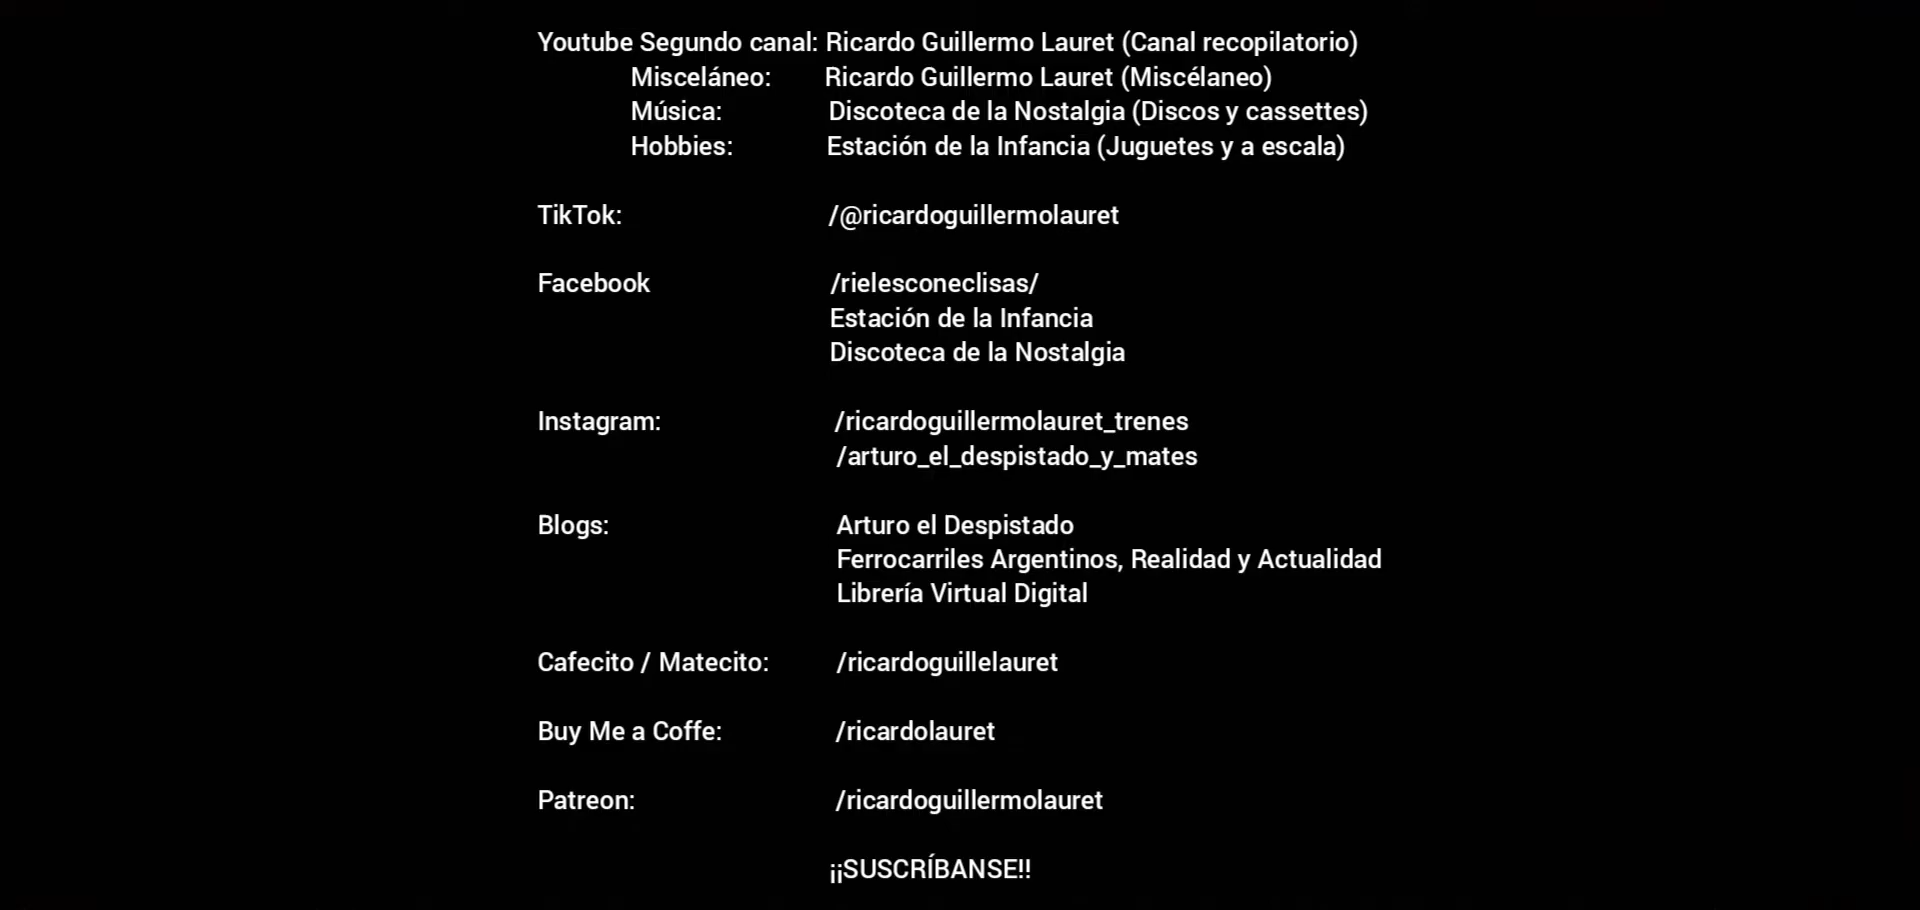 Youtube Segundo canal: Ricardo Guillermo Lauret (Canal recopilatorio)
Misceláneo: Ricardo Guillermo Lauret (Miscélaneo)
Música: Discoteca de la Nostalgia (Discos y cassettes)
Hobbies: Estación de la Infancia (Juguetes y a escala)
TikTok: /@ricardoguillermolauret
Facebook /rielesconeclisas/
Estación de la Infancia
Discoteca de la Nostalgia
Instagram: /ricardoguillermolauret_trenes
/arturo_el_despistado_y_mates
Blogs: Arturo el Despistado
Ferrocarriles Argentinos, Realidad y Actualidad
Librería Virtual Digital
Cafecito / Matecito: /ricardoguillelauret
Buy Me a Coffe: /ricardolauret
Patreon: /ricardoguillermolauret
¡¡SUSCRÍBANSE!!